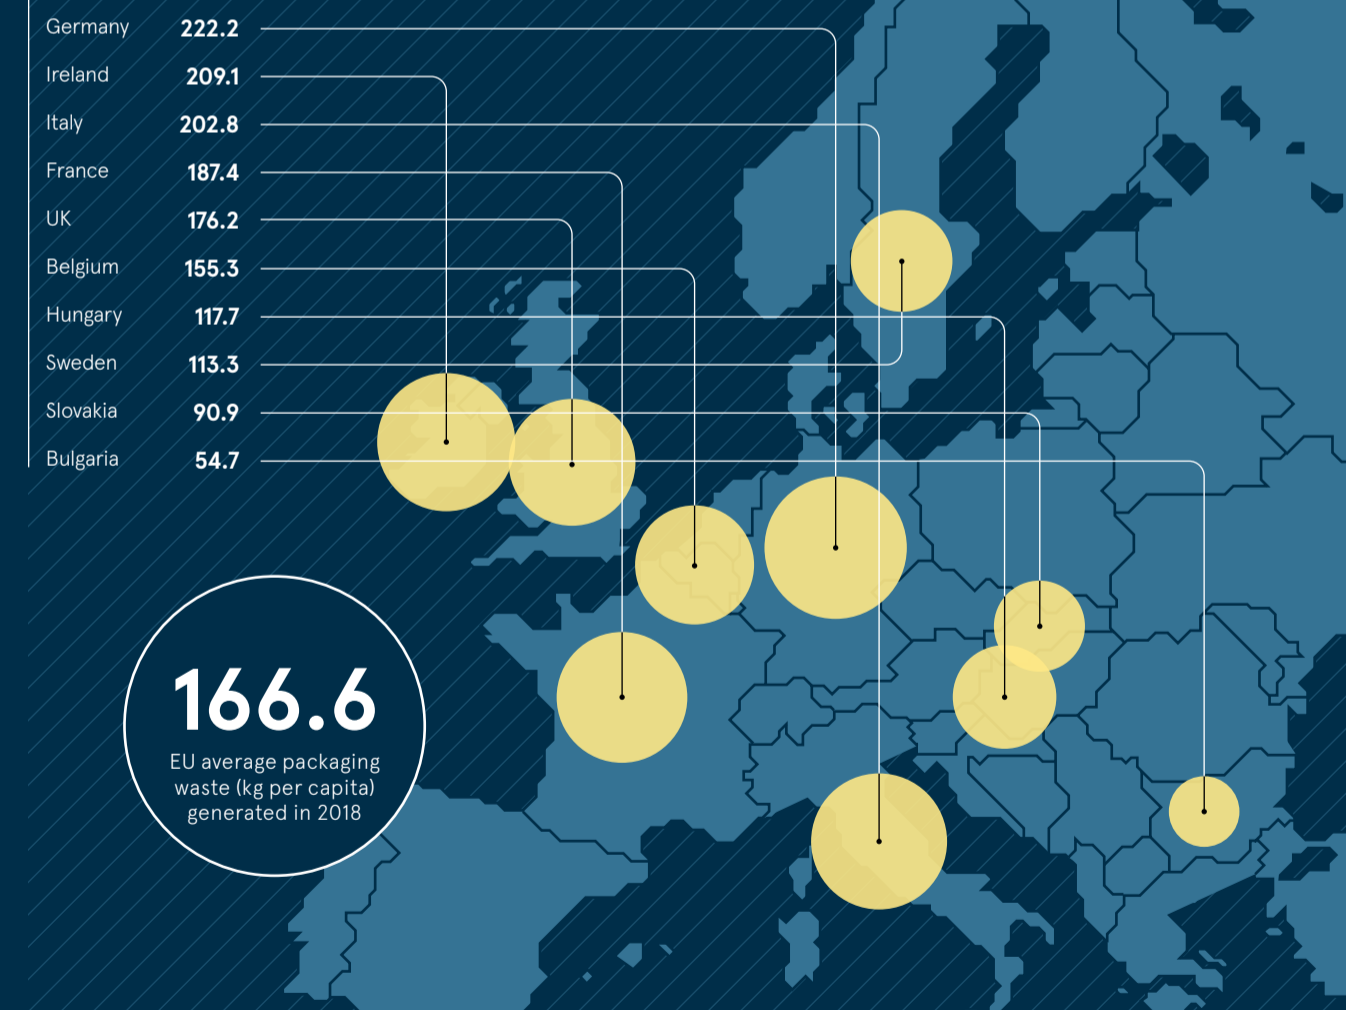 Germany 222.2
Ireland 209.1
Italy 202.8
France 187.4
UK 176.2
Belgium 155.3
Hungary 117.7
Sweden 113.3
Slovakia 90.9
Bulgaria 54.7
166.6
EU average packaging
waste (kg per capita)
generated in 2018